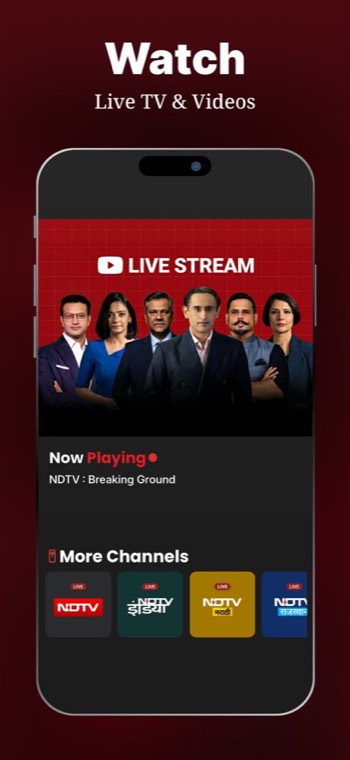 Watch
Live TV & Videos
LIVE STREAM
Now Playing
NDTV : Breaking Ground
More Channels
LIVE
NDTV
LIVE
NDTV
इंडिया
LIVE
NDTV
मराठी
LIVE
NDTV
राजस्थान